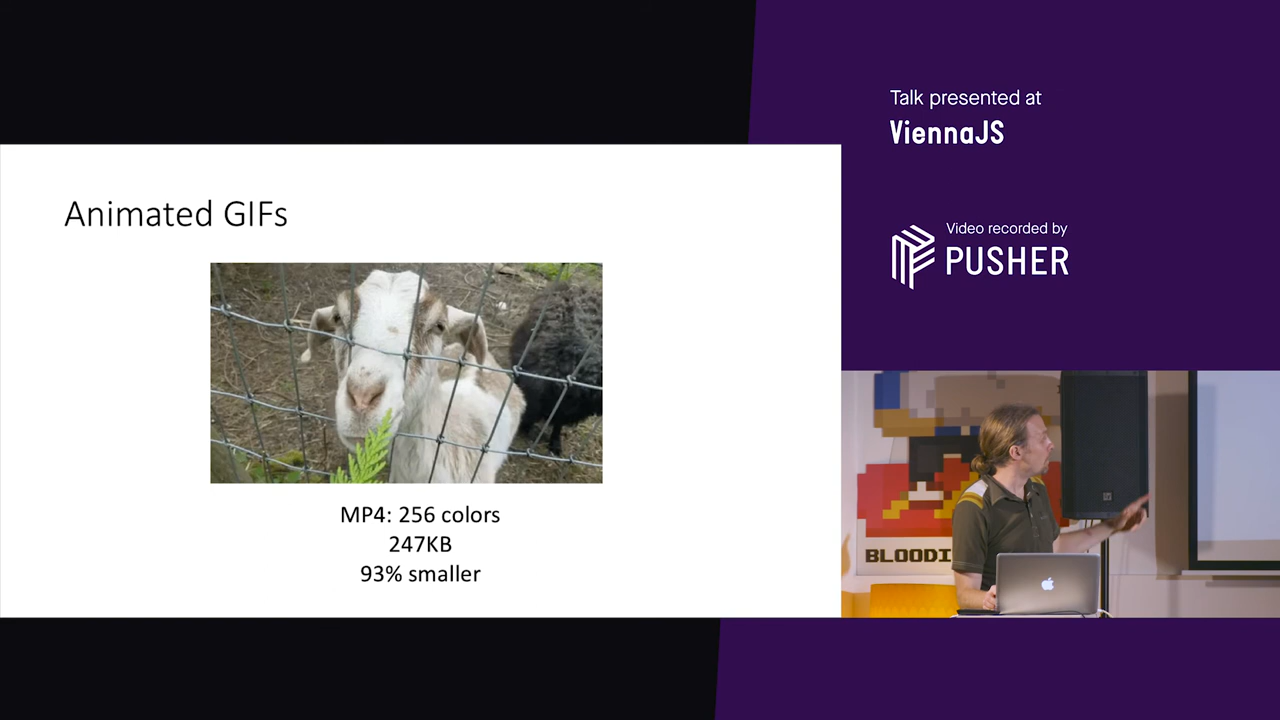 Talk presented at
ViennaJS
Video recorded by
PUSHER
Animated GIFs
MP4: 256 colors
247KB
93% smaller
BLOODI